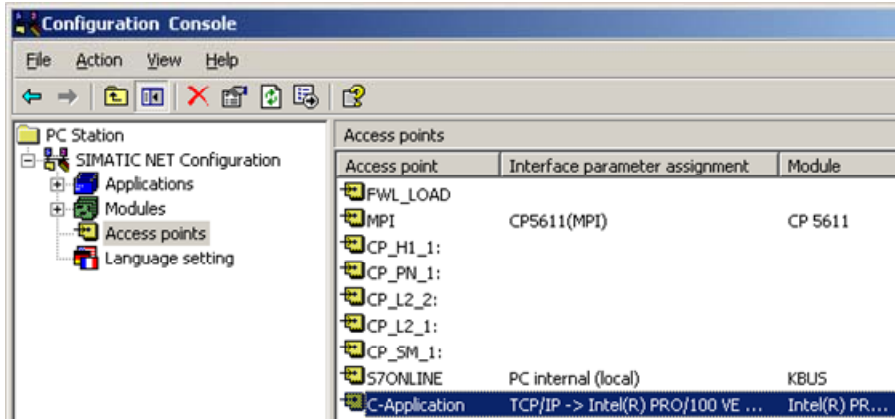 Configuration Console
File Action View Help
PC Station
SIMATIC NET Configuration
Applications
Modules
Access points
Language setting
Access points
Access point Interface parameter assignment Module
FWL_LOAD
MPI CP5611(MPI) CP 5611
CP_H1_1:
CP_PN_1:
CP_L2_2:
CP_L2_1:
CP_SM_1:
S7ONLINE PC internal (local) KBUS
C-Application TCP/IP -> Intel(R) PRO/100 VE ... Intel(R) PR...